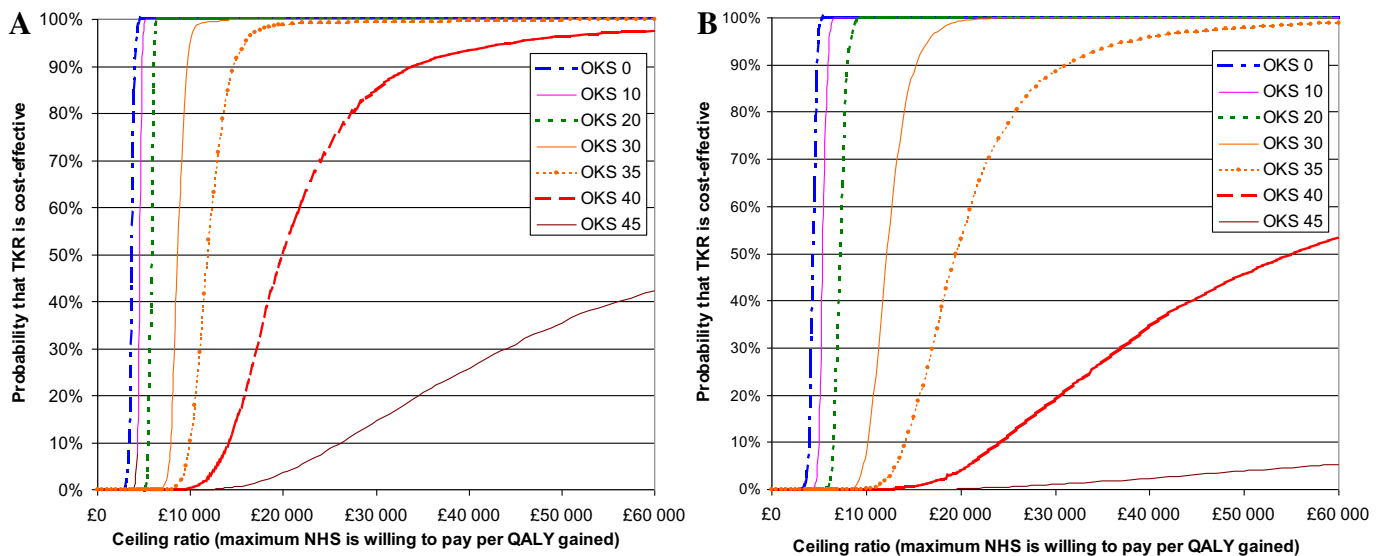 A
Probability that TKR is cost-effective
100%
90%
80%
70%
60%
50%
40%
30%
20%
10%
0%
OKS 0
OKS 10
OKS 20
OKS 30
OKS 35
OKS 40
OKS 45
£0 £10 000 £20 000 £30 000 £40 000 £50 000 £60 000
Ceiling ratio (maximum NHS is willing to pay per QALY gained)
B
Probability that TKR is cost-effective
100%
90%
80%
70%
60%
50%
40%
30%
20%
10%
0%
OKS 0
OKS 10
OKS 20
OKS 30
OKS 35
OKS 40
OKS 45
£0 £10 000 £20 000 £30 000 £40 000 £50 000 £60 000
Ceiling ratio (maximum NHS is willing to pay per QALY gained)